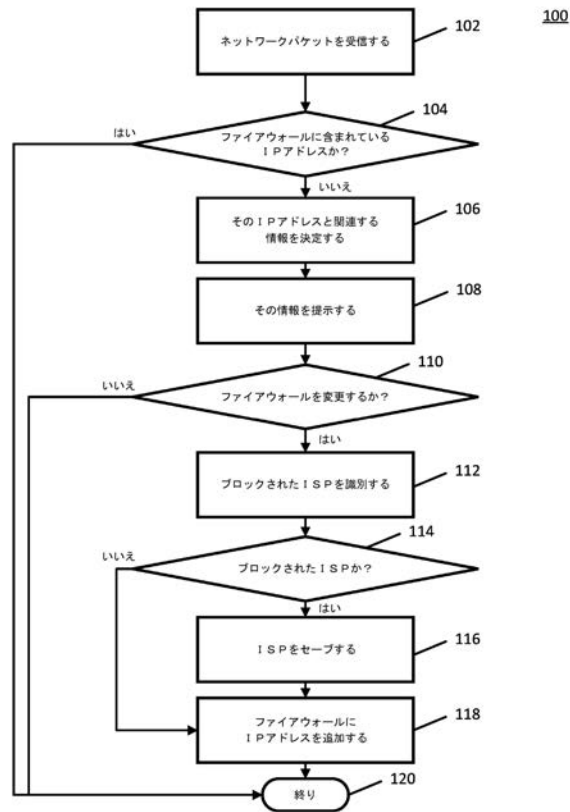 100
ネットワークパケットを受信する
102
104
はい
ファイアウォールに含まれている
ＩＰアドレスか？
いいえ
そのＩＰアドレスと関連する
情報を決定する
106
その情報を提示する
108
110
いいえ
ファイアウォールを変更するか？
はい
ブロックされたＩＳＰを識別する
112
114
いいえ
ブロックされたＩＳＰか？
はい
ＩＳＰをセーブする
116
ファイアウォールに
ＩＰアドレスを追加する
118
終り
120